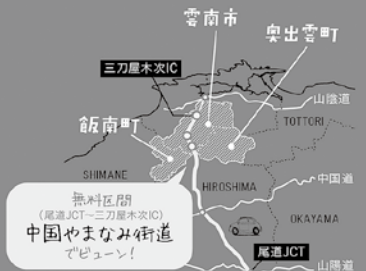 雲南市
奥出雲町
三刀屋木次IC
山陰道
飯南町
TOTTORI
SHIMANE
HIROSHIMA
中国道
無料区間
(尾道JCT~三刀屋木次IC)
中国やまなみ街道
でビューン!
OKAYAMA
尾道JCT
山陽道